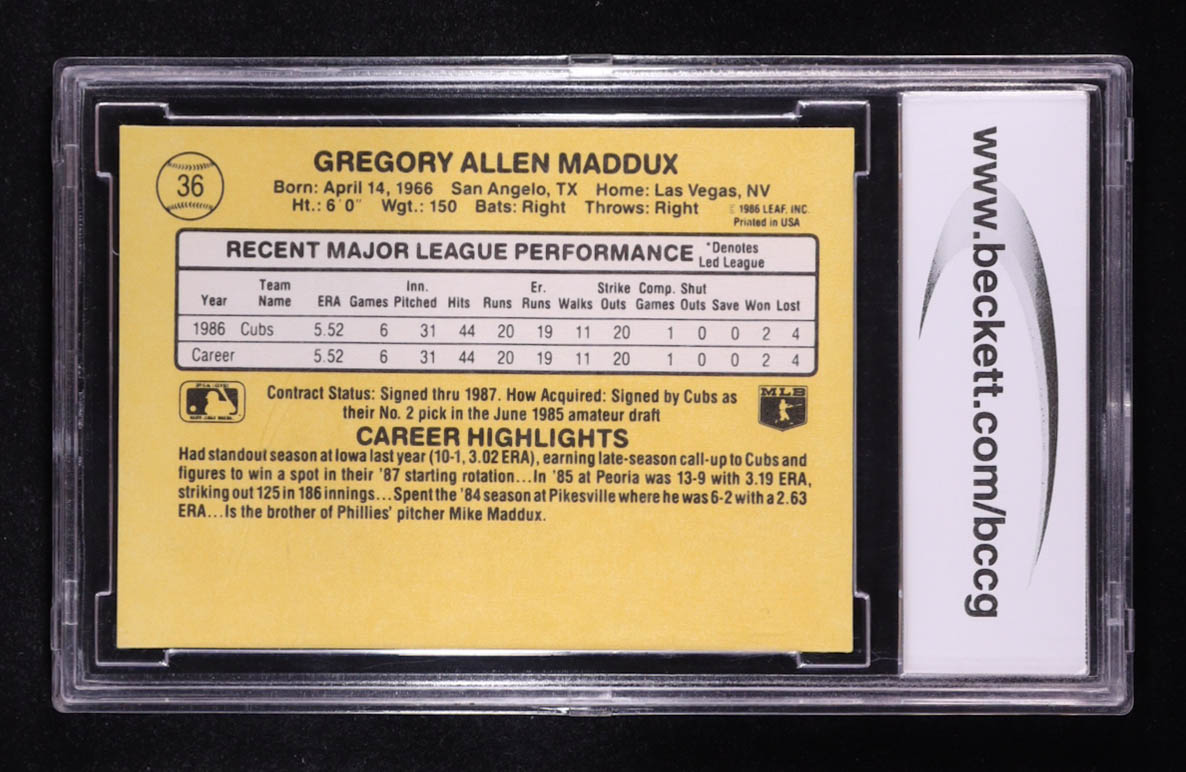 36
GREGORY ALLEN MADDUX
Born: April 14, 1966 San Angelo, TX Home: Las Vegas, NV
Ht.: 6'0" Wgt.: 150 Bats: Right Throws: Right
© 1986 LEAF, INC.
Printed in USA
RECENT MAJOR LEAGUE PERFORMANCE *Denotes Led League
Year Team Name ERA Games Inn. Pitched Hits Runs Er. Runs Walks Strike Outs Comp. Games Shut Outs Save Won Lost
1986 Cubs 5.52 6 31 44 20 19 11 20 1 0 0 2 4
Career 5.52 6 31 44 20 19 11 20 1 0 0 2 4
Contract Status: Signed thru 1987. How Acquired: Signed by Cubs as
their No. 2 pick in the June 1985 amateur draft
MLB
CAREER HIGHLIGHTS
Had standout season at Iowa last year (10-1, 3.02 ERA), earning late-season call-up to Cubs and
figures to win a spot in their '87 starting rotation...In '85 at Peoria was 13-9 with 3.19 ERA,
striking out 125 in 186 innings...Spent the '84 season at Pikesville where he was 6-2 with a 2.63
ERA...Is the brother of Phillies' pitcher Mike Maddux.
www.beckett.com/bccg